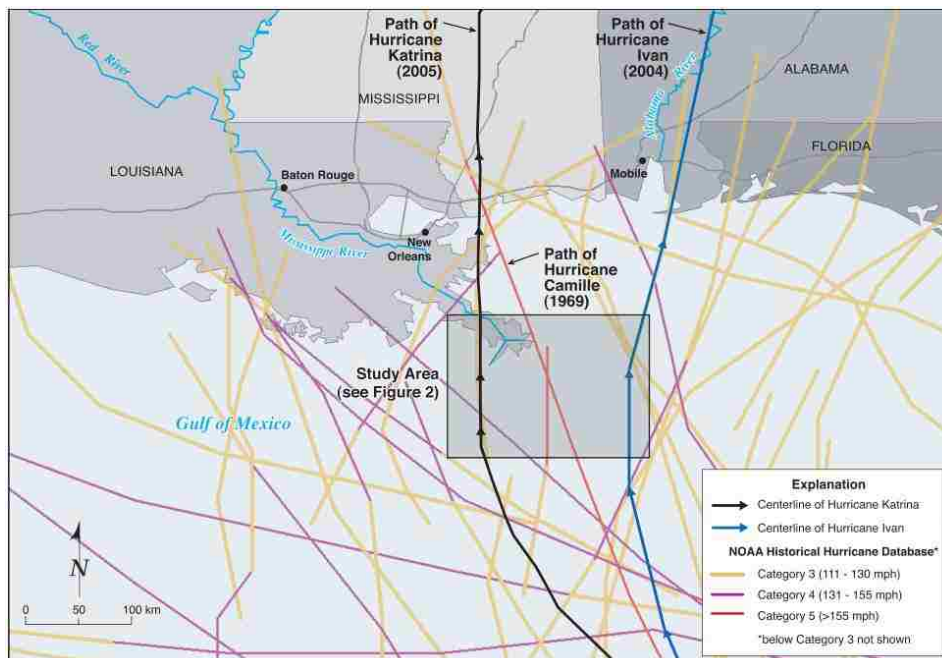 Path of
Hurricane
Katrina
(2005)
Path of
Hurricane
Ivan
(2004)
Red River
MISSISSIPPI
ALABAMA
Alabama River
LOUISIANA
FLORIDA
Baton Rouge
Mobile
New
Orleans
Mississippi River
Path of
Hurricane
Camille
(1969)
Study Area
(see Figure 2)
Gulf of Mexico
N
0 50 100 km
Explanation
Centerline of Hurricane Katrina
Centerline of Hurricane Ivan
NOAA Historical Hurricane Database*
Category 3 (111 - 130 mph)
Category 4 (131 - 155 mph)
Category 5 (>155 mph)
*below Category 3 not shown